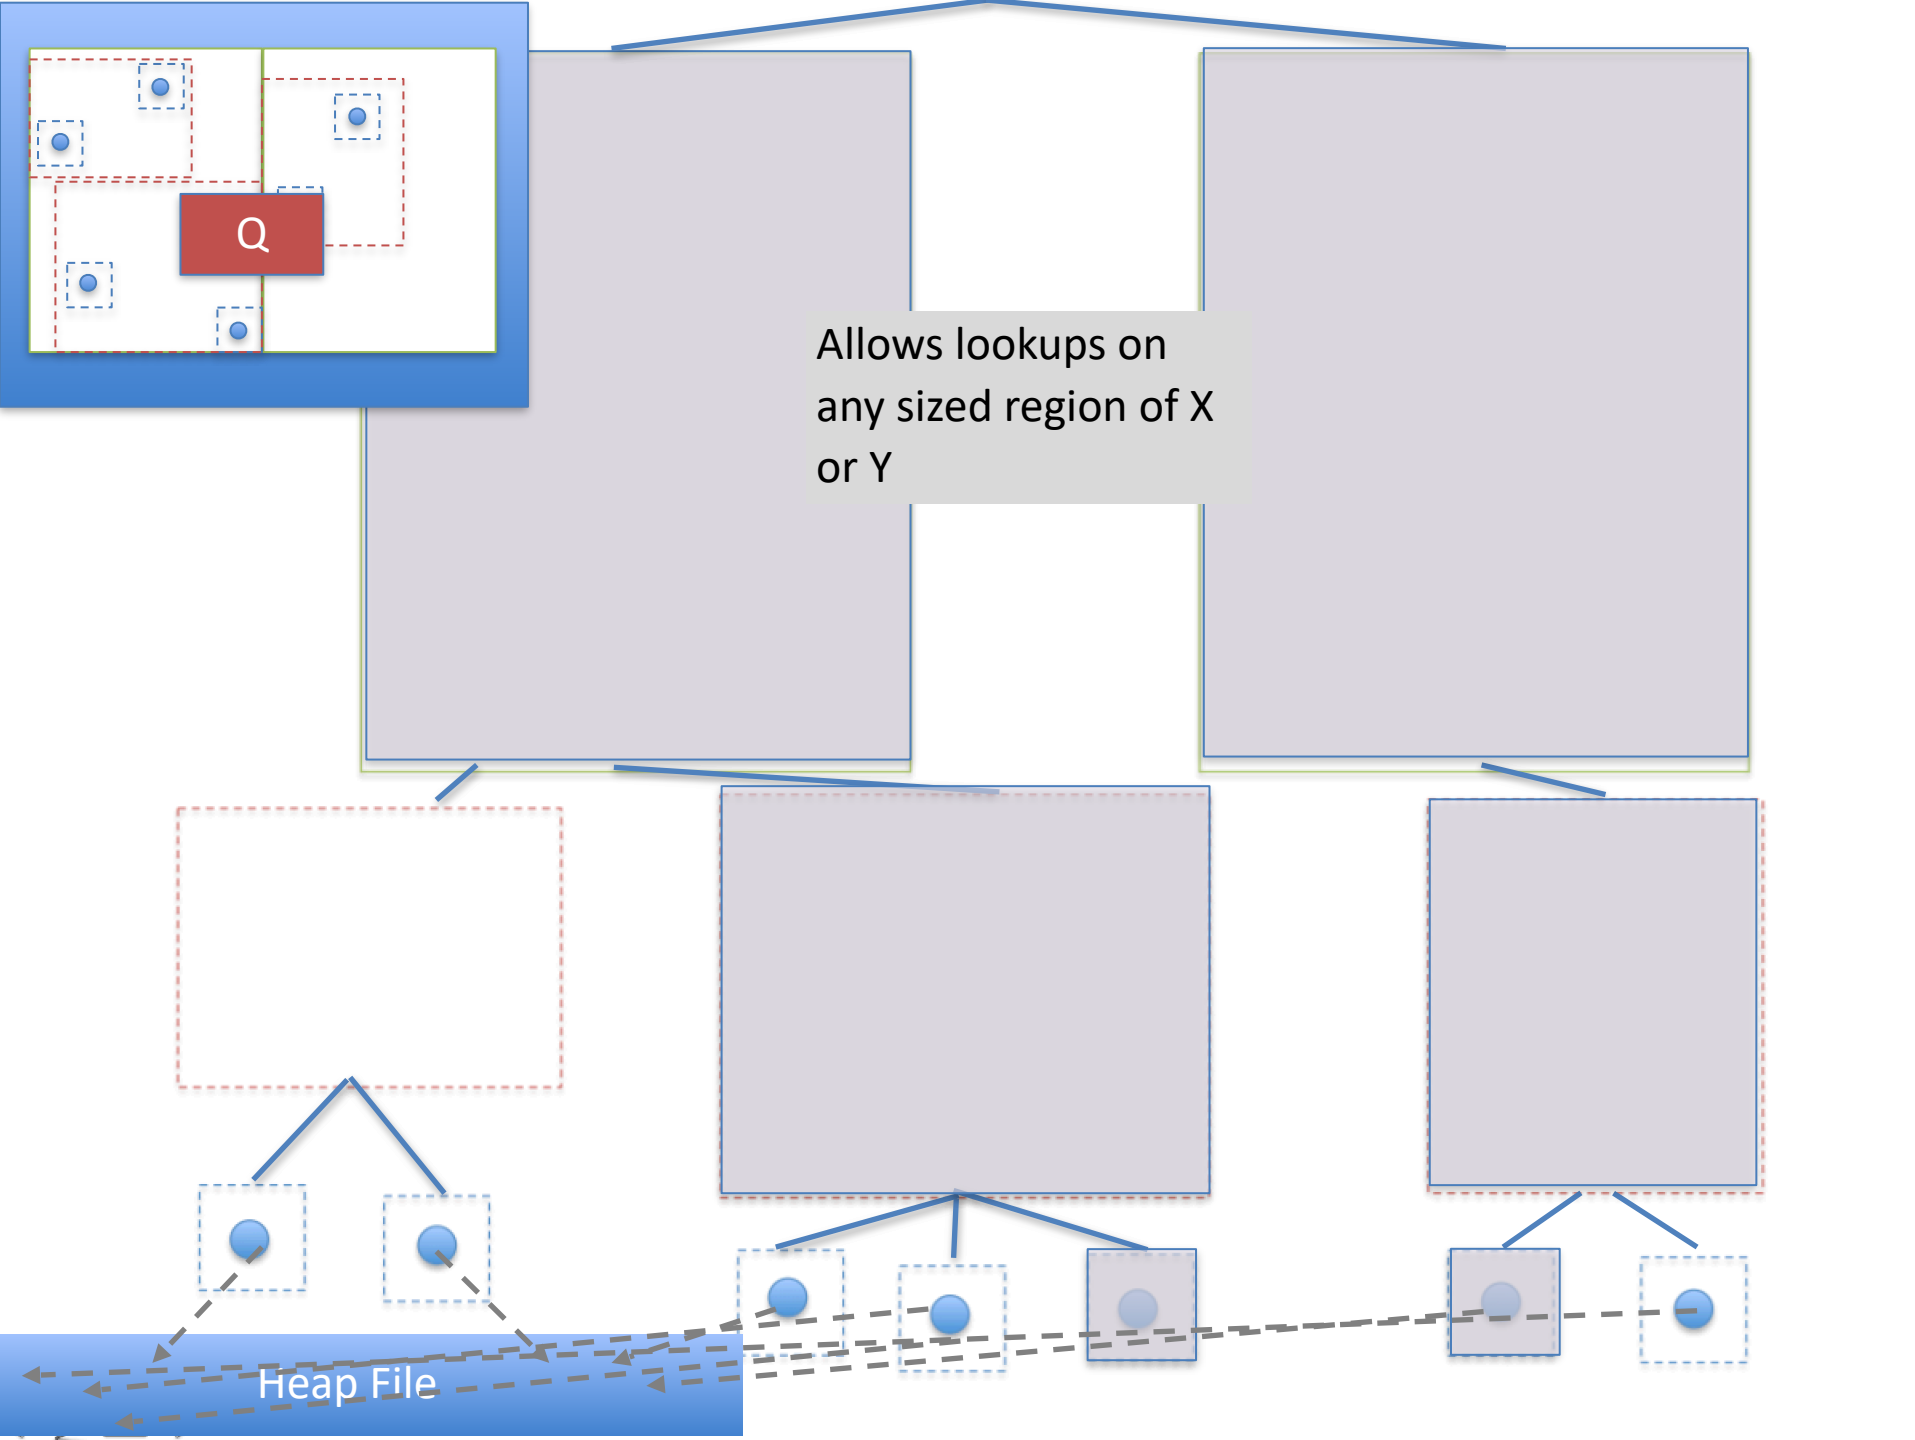 Q
Allows lookups on
any sized region of X
or Y
Heap File